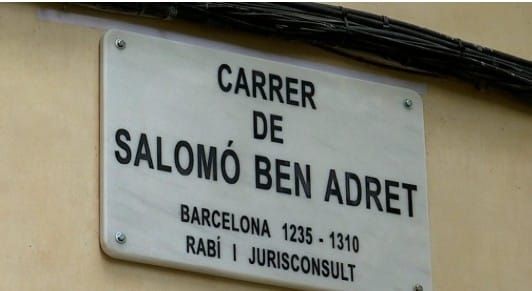 CARRER
DE
SALOMÓ BEN ADRET
BARCELONA 1235 - 1310
RABÍ I JURISCONSULT